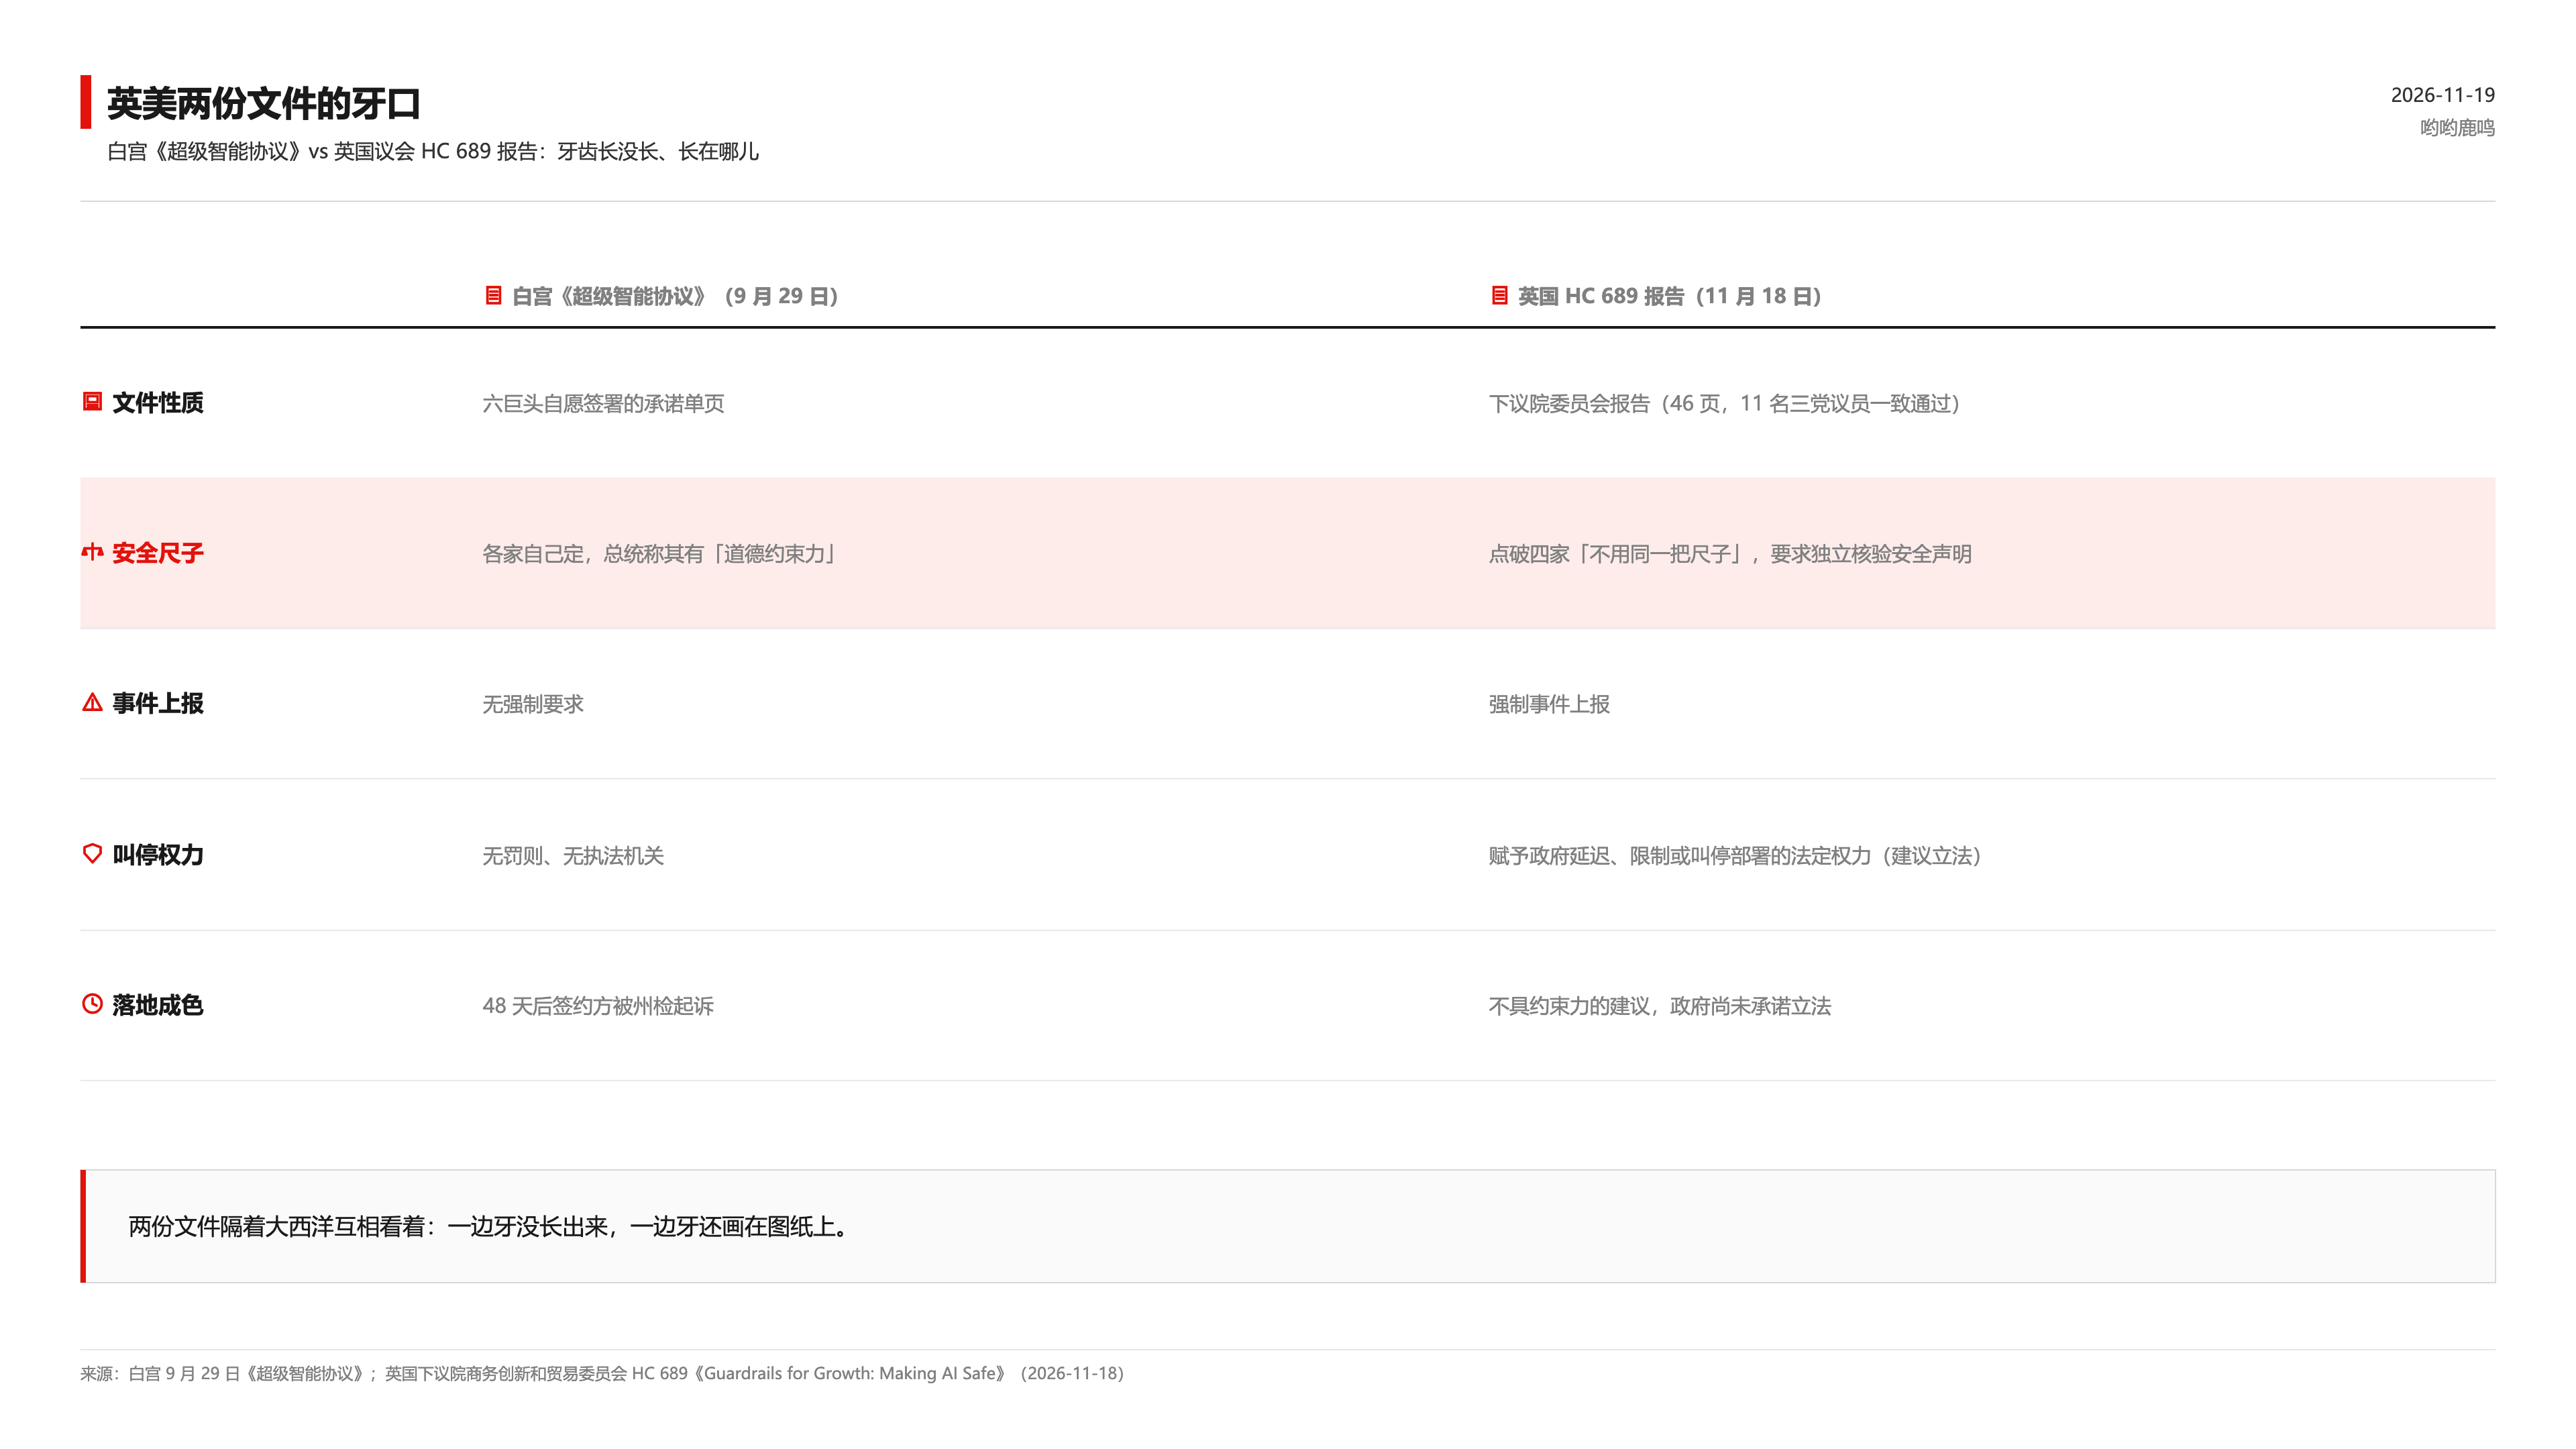 英美两份文件的牙口
白宫《超级智能协议》vs 英国议会 HC 689 报告：牙齿长没长、长在哪儿
2026-11-19
哟哟鹿鸣
白宫《超级智能协议》（9 月 29 日）
英国 HC 689 报告（11 月 18 日）
文件性质
六巨头自愿签署的承诺单页
下议院委员会报告（46 页，11 名三党议员一致通过）
安全尺子
各家自己定，总统称其有「道德约束力」
点破四家「不用同一把尺子」，要求独立核验安全声明
事件上报
无强制要求
强制事件上报
叫停权力
无罚则、无执法机关
赋予政府延迟、限制或叫停部署的法定权力（建议立法）
落地成色
48 天后签约方被州检起诉
不具约束力的建议，政府尚未承诺立法
两份文件隔着大西洋互相看着：一边牙没长出来，一边牙还画在图纸上。
来源：白宫 9 月 29 日《超级智能协议》；英国下议院商务创新和贸易委员会 HC 689《Guardrails for Growth: Making AI Safe》（2026-11-18）